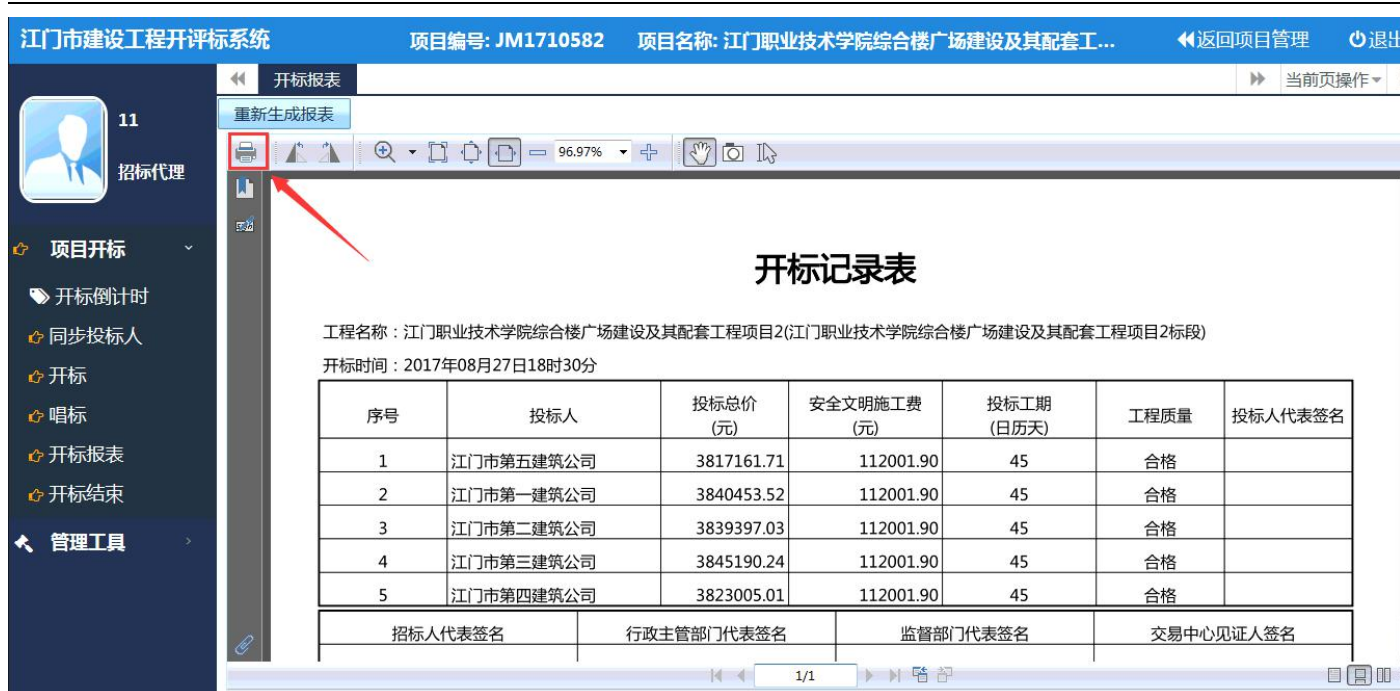 江门市建设工程开评标系统 项目编号: JM1710582 项目名称: 江门职业技术学院综合楼广场建设及其配套工... 返回项目管理 退出
开标报表 当前页操作
11
招标代理
重新生成报表
96.97%
项目开标
开标倒计时
同步投标人
开标
唱标
开标报表
开标结束
管理工具
开标记录表
工程名称：江门职业技术学院综合楼广场建设及其配套工程项目2(江门职业技术学院综合楼广场建设及其配套工程项目2标段)
开标时间：2017年08月27日18时30分
序号 投标人 投标总价(元) 安全文明施工费(元) 投标工期(日历天) 工程质量 投标人代表签名
1 江门市第五建筑公司 3817161.71 112001.90 45 合格
2 江门市第一建筑公司 3840453.52 112001.90 45 合格
3 江门市第二建筑公司 3839397.03 112001.90 45 合格
4 江门市第三建筑公司 3845190.24 112001.90 45 合格
5 江门市第四建筑公司 3823005.01 112001.90 45 合格
招标人代表签名 行政主管部门代表签名 监督部门代表签名 交易中心见证人签名
1/1